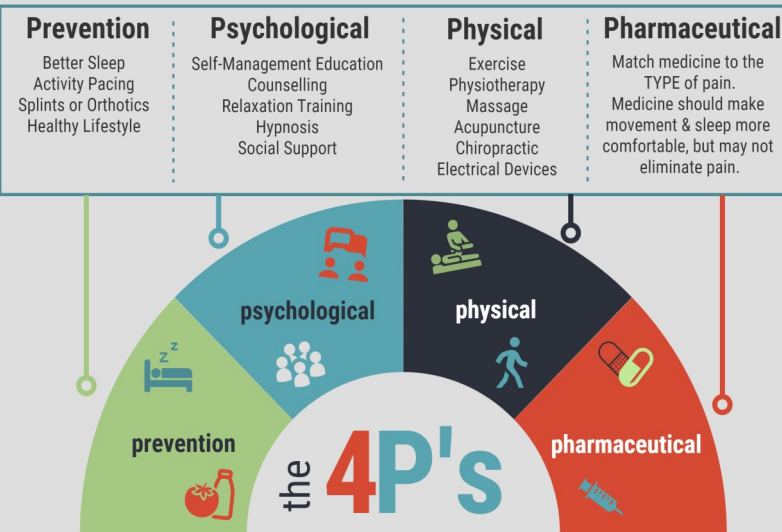 Prevention
Better Sleep
Activity Pacing
Splints or Orthotics
Healthy Lifestyle
Psychological
Self-Management Education
Counselling
Relaxation Training
Hypnosis
Social Support
Physical
Exercise
Physiotherapy
Massage
Acupuncture
Chiropractic
Electrical Devices
Pharmaceutical
Match medicine to the
TYPE of pain.
Medicine should make
movement & sleep more
comfortable, but may not
eliminate pain.
z z
prevention
psychological
physical
pharmaceutical
the 4P's